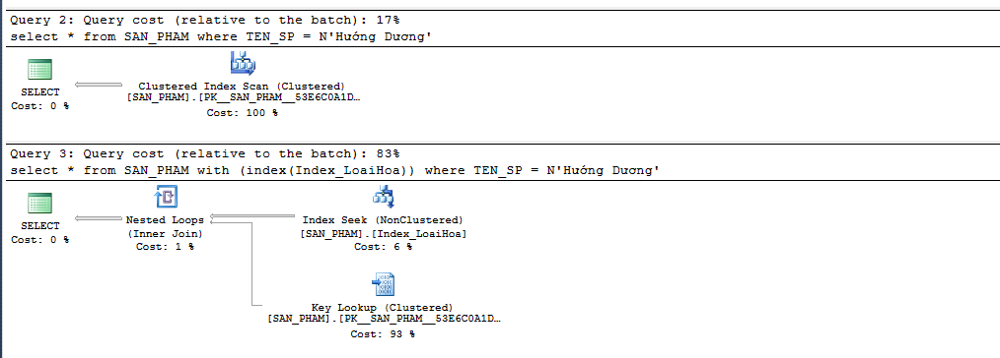 Query 2: Query cost (relative to the batch): 17%
select * from SAN_PHAM where TEN_SP = N'Hướng Dương'
SELECT
Cost: 0 %
Clustered Index Scan (Clustered)
[SAN_PHAM].[PK__SAN_PHAM__53E6C0A1D…
Cost: 100 %
Query 3: Query cost (relative to the batch): 83%
select * from SAN_PHAM with (index(Index_LoaiHoa)) where TEN_SP = N'Hướng Dương'
SELECT
Cost: 0 %
Nested Loops
(Inner Join)
Cost: 1 %
Index Seek (NonClustered)
[SAN_PHAM].[Index_LoaiHoa]
Cost: 6 %
Key Lookup (Clustered)
[SAN_PHAM].[PK__SAN_PHAM__53E6C0A1D…
Cost: 93 %